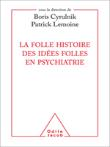 sous la direction de
Boris Cyrulnik
Patrick Lemoine
LA FOLLE HISTOIRE
DES IDÉES FOLLES
EN PSYCHIATRIE
Odile
Jacob